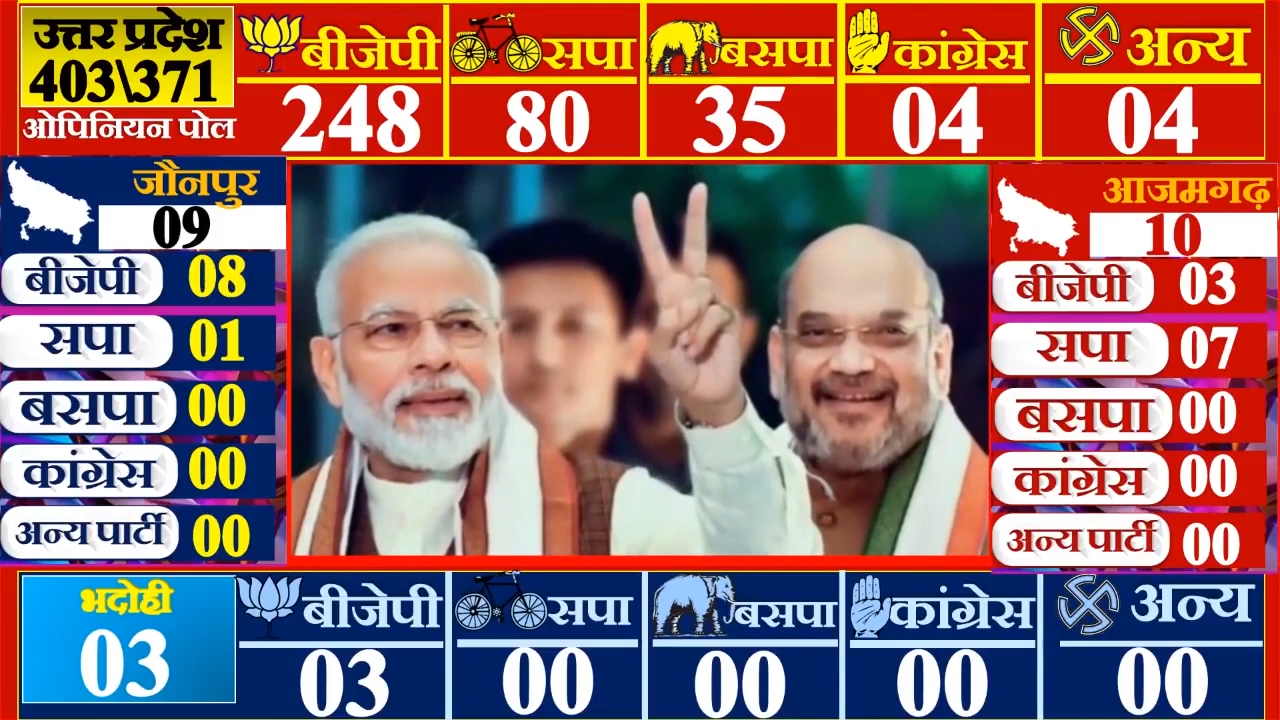 उत्तर प्रदेश
403\371
ओपिनियन पोल
बीजेपी
248
सपा
80
बसपा
35
कांग्रेस
04
अन्य
04
जौनपुर
09
बीजेपी 08
सपा 01
बसपा 00
कांग्रेस 00
अन्य पार्टी 00
आजमगढ़
10
बीजेपी 03
सपा 07
बसपा 00
कांग्रेस 00
अन्य पार्टी 00
भदोही
03
बीजेपी
03
सपा
00
बसपा
00
कांग्रेस
00
अन्य
00